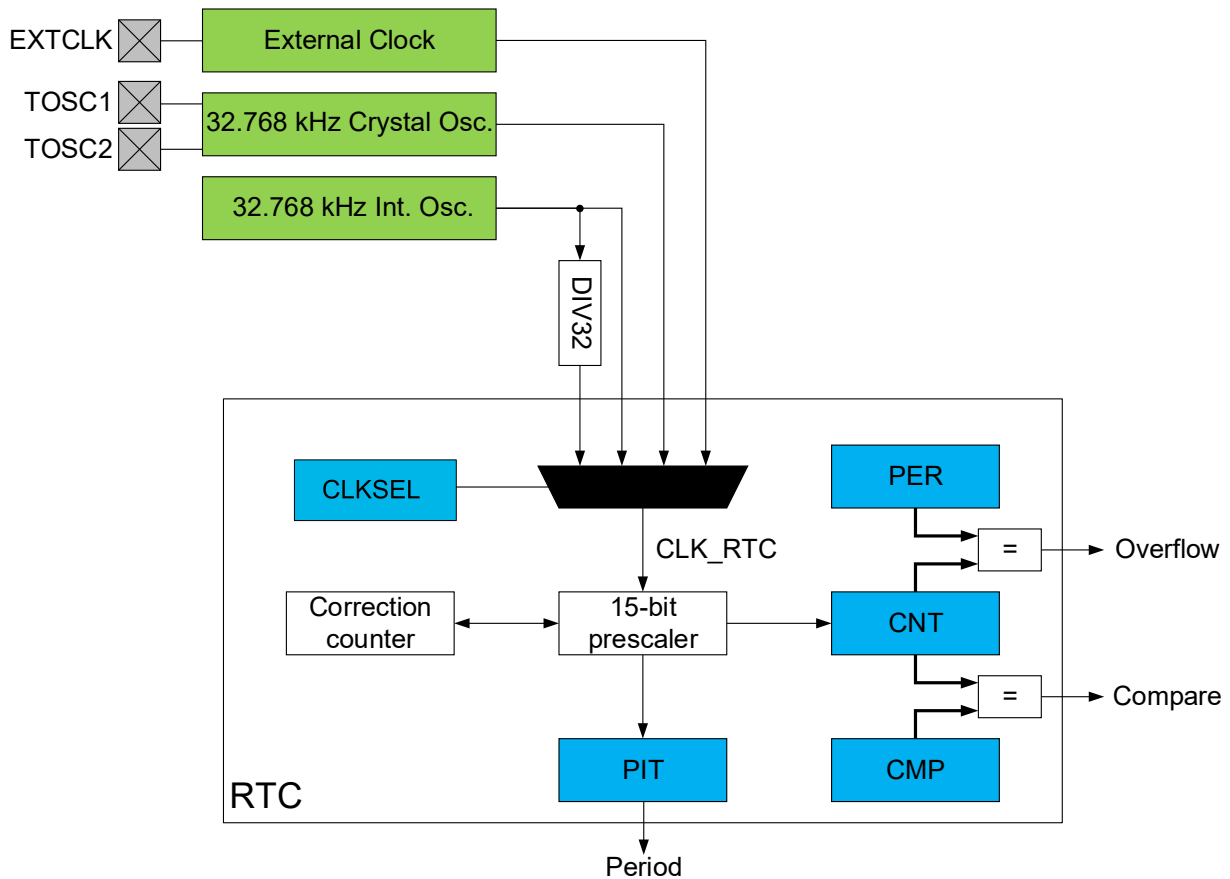 EXTCLK
External Clock
TOSC1
TOSC2
32.768 kHz Crystal Osc.
32.768 kHz Int. Osc.
DIV32
CLKSEL
PER
CLK_RTC
=
Overflow
Correction
counter
15-bit
prescaler
CNT
=
Compare
PIT
CMP
RTC
Period